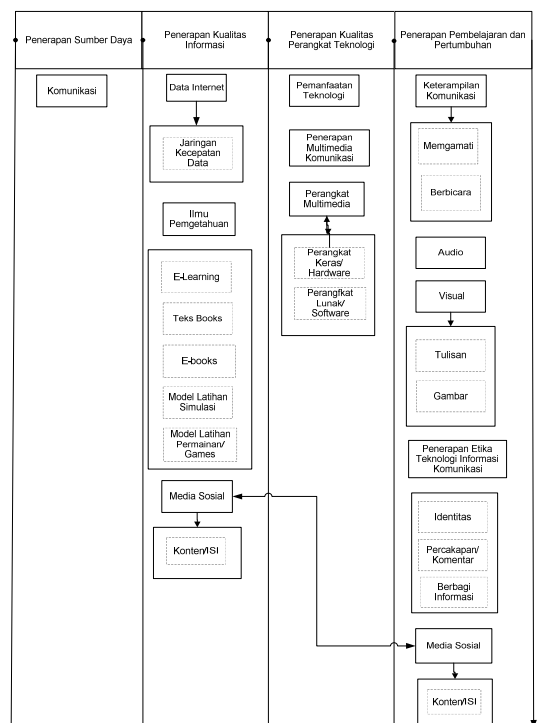 Penerapan Sumber Daya
Penerapan Kualitas
Informasi
Penerapan Kualitas
Perangkat Teknologi
Penerapan Pembelajaran dan
Pertumbuhan
Komunikasi
Data Internet
Jaringan
Kecepatan
Data
Ilmu
Pemgetahuan
E-Learning
Teks Books
E-books
Model Latihan
Simulasi
Model Latihan
Permainan/
Games
Media Sosial
Konten/ISI
Pemanfaatan
Teknologi
Penerapan
Multimedia
Komunikasi
Perangkat
Multimedia
Perangkat
Keras/
Hardware
Perangfkat
Lunak/
Software
Keterampilan
Komunikasi
Memgamati
Berbicara
Audio
Visual
Tulisan
Gambar
Penerapan Etika
Teknologi Informasi
Komunikasi
Identitas
Percakapan/
Komentar
Berbagi
Informasi
Media Sosial
Konten/ISI